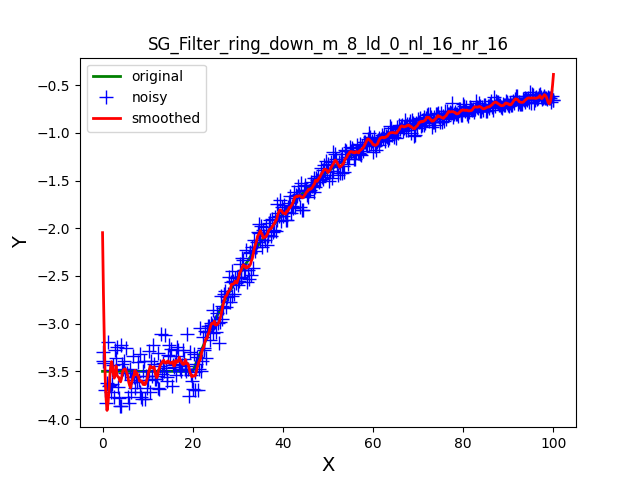 SG_Filter_ring_down_m_8_ld_0_nl_16_nr_16
original
noisy
smoothed
−0.5
−1.0
−1.5
−2.0
−2.5
−3.0
−3.5
−4.0
Y
0 20 40 60 80 100
X